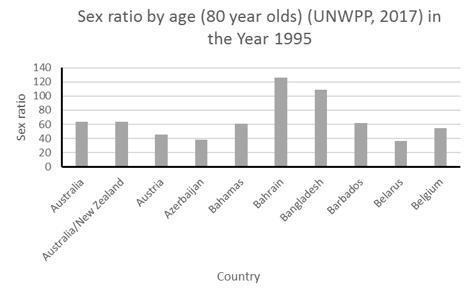 Sex ratio by age (80 year olds) (UNWPP, 2017) in
the Year 1995
140
120
100
80
60
40
20
0
Sex ratio
Australia
Australia/New Zealand
Austria
Azerbaijan
Bahamas
Bahrain
Bangladesh
Barbados
Belarus
Belgium
Country